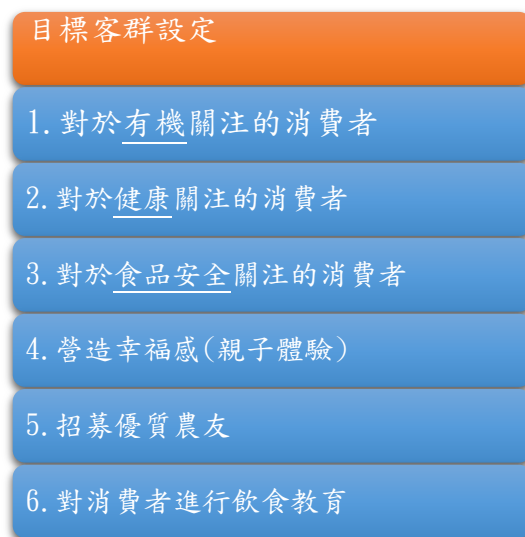 目標客群設定
1.對於有機關注的消費者
2.對於健康關注的消費者
3.對於食品安全關注的消費者
4.營造幸福感(親子體驗)
5.招募優質農友
6.對消費者進行飲食教育